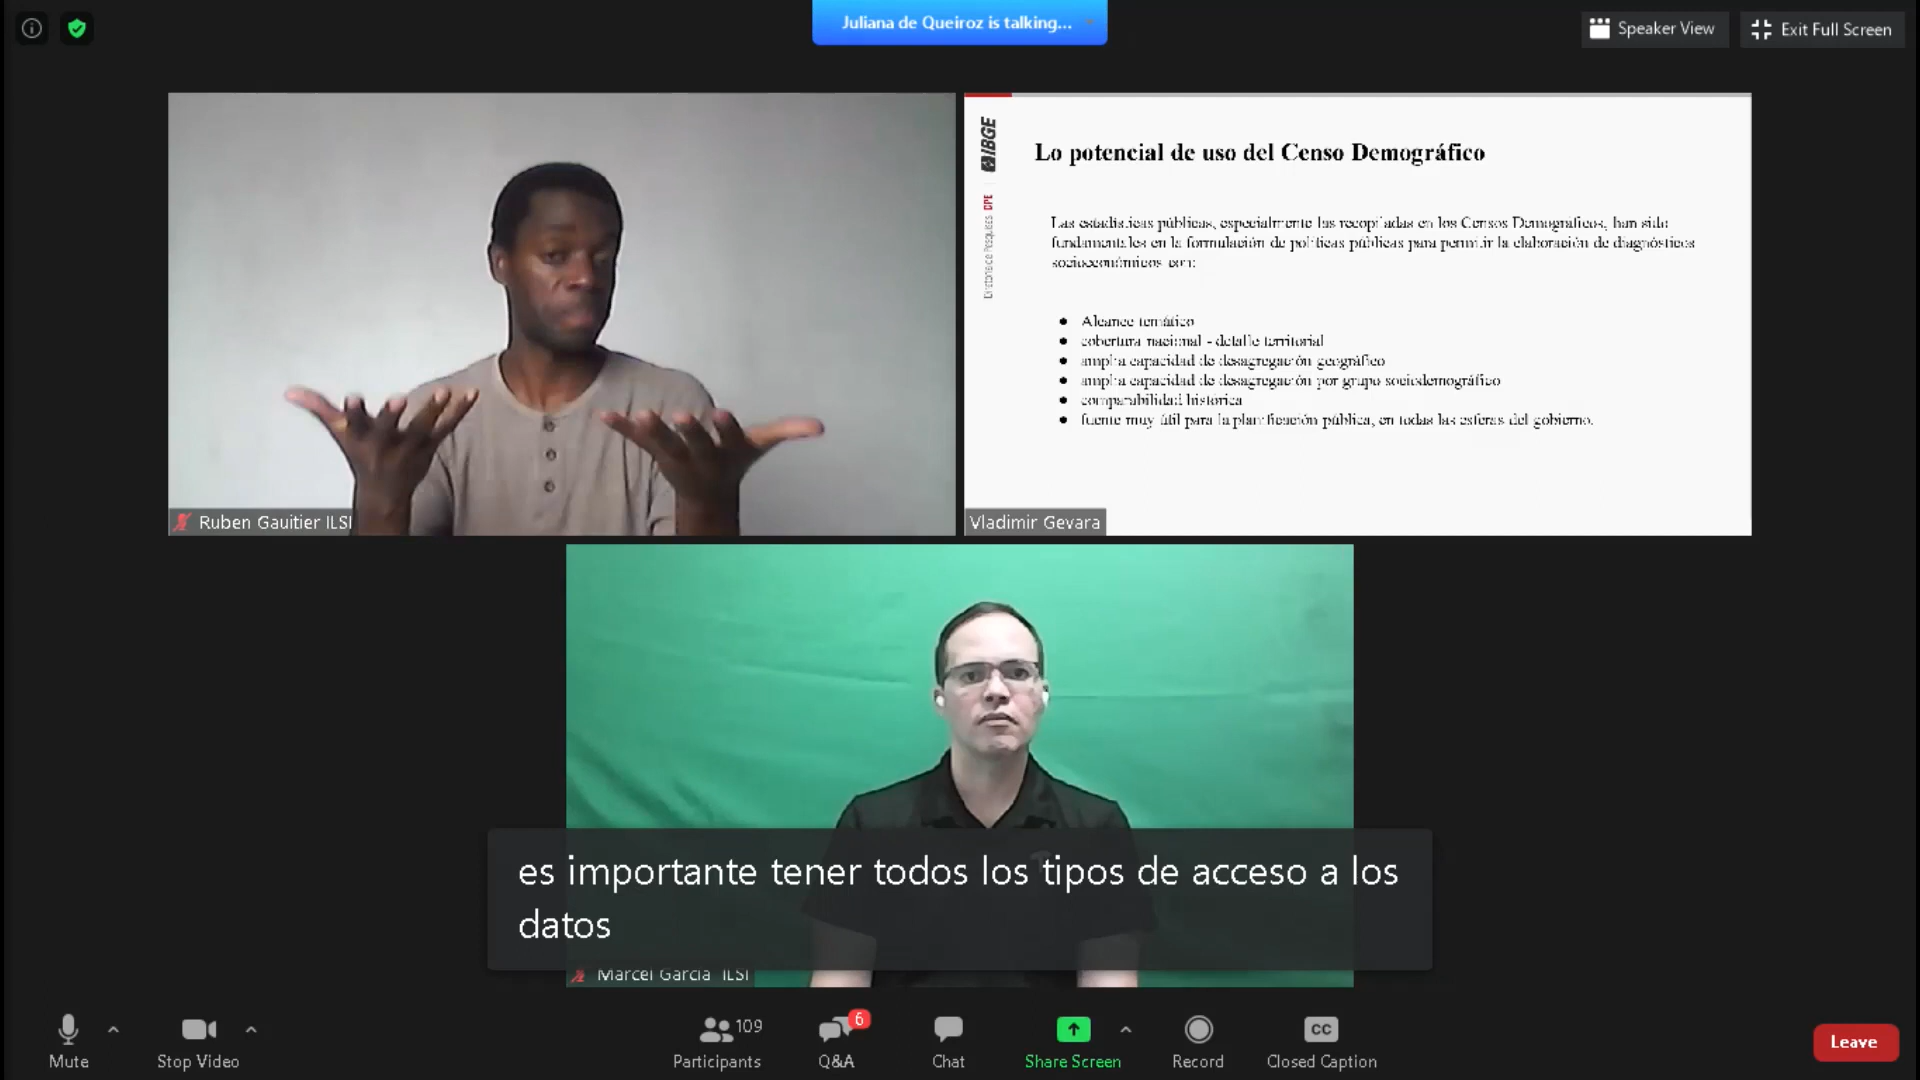 Juliana de Queiroz is talking...
Speaker View
Exit Full Screen
IBGE
DPE
Lo potencial de uso del Censo Demográfico
Las estadísticas públicas, especialmente las recopiladas en los Censos Demográficos, han sido
fundamentales en la formulación de políticas públicas para permitir la elaboración de diagnósticos
socioeconómicos con:
● Alcance temático
● cobertura nacional - detalle territorial
● amplia capacidad de desagregación geográfico
● amplia capacidad de desagregación por grupo sociodemográfico
● comparabilidad histórica
● fuente muy útil para la planificación pública, en todas las esferas del gobierno.
Ruben Gauitier ILSI
Vladimir Gevara
es importante tener todos los tipos de acceso a los
datos
Marcel Garcia ILSI
Mute
Stop Video
109
Participants
6
Q&A
Chat
Share Screen
Record
CC
Closed Caption
Leave